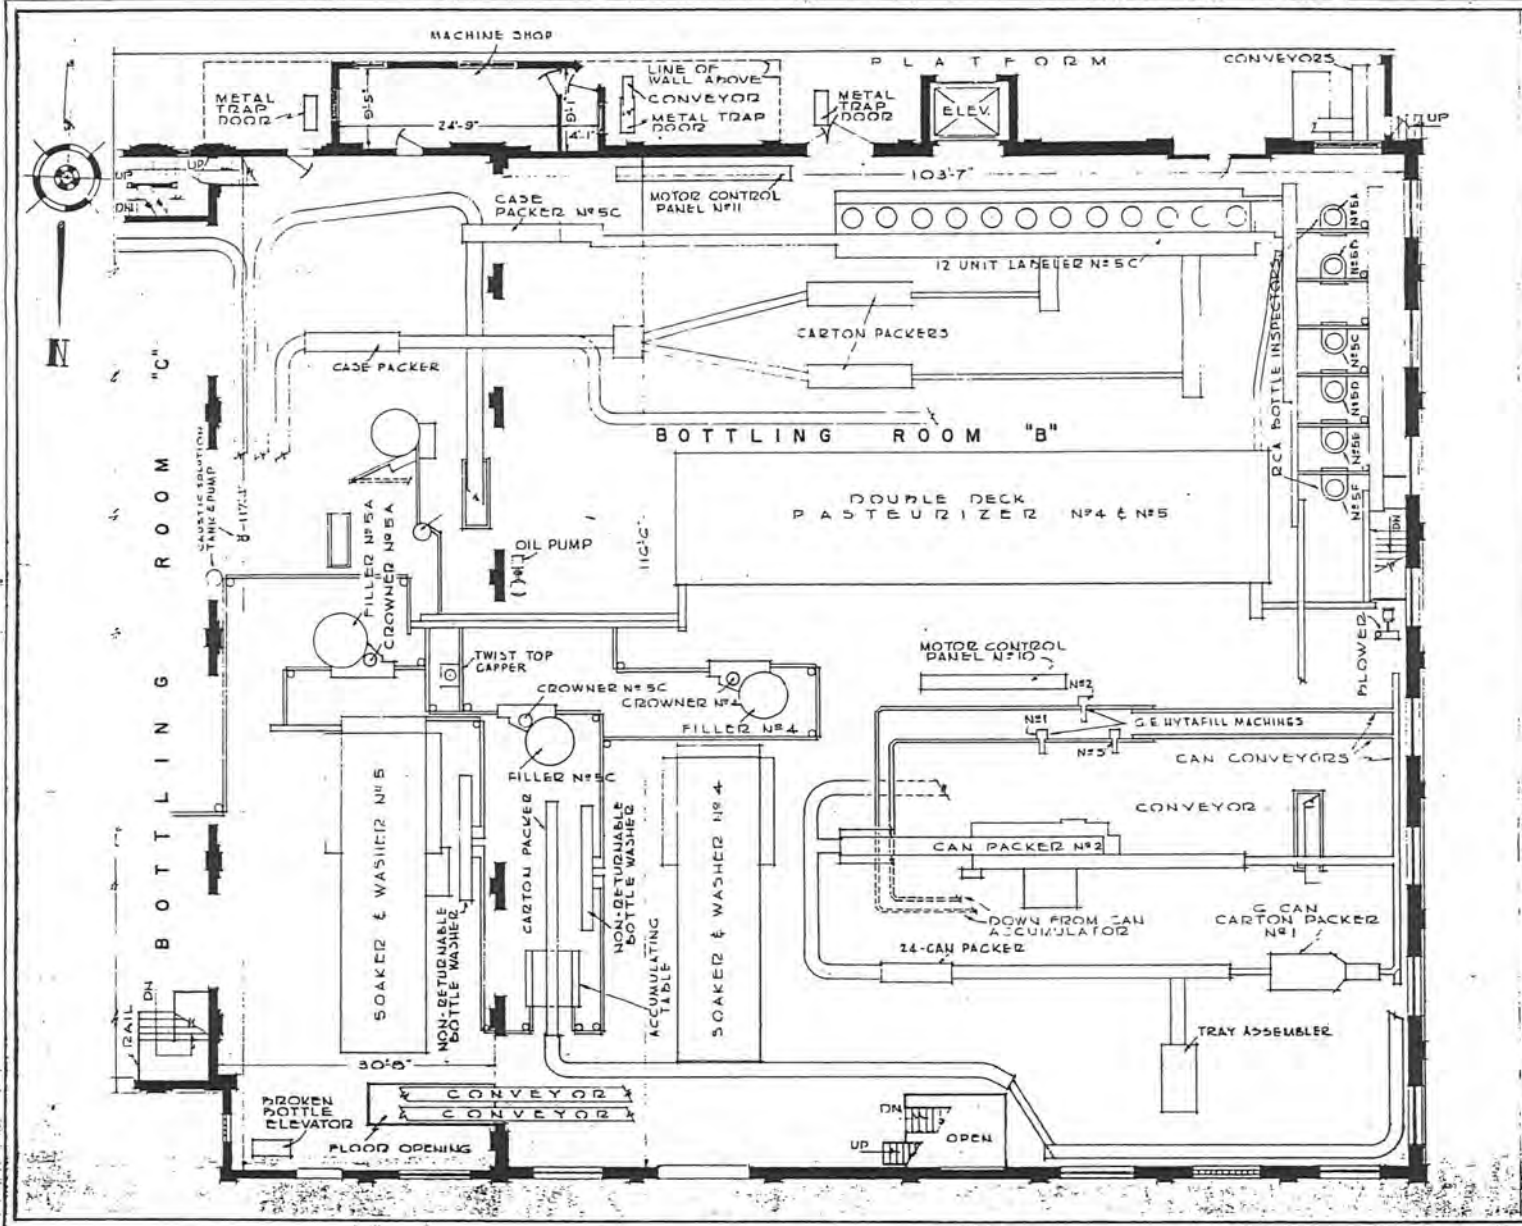 MACHINE SHOP
PLATFORM
CONVEYORS
LINE OF
WALL ABOVE
CONVEYOR
METAL TRAP
DOOR
METAL
TRAP
DOOR
METAL
TRAP
DOOR
9'-5"
24'-9"
9'-1"
4'-1"
ELEV.
UP
UP
UP
DN
103'-7"
MOTOR CONTROL
PANEL Nº11
CASE
PACKER Nº5C
12 UNIT LABELER Nº5C
Nº5A
Nº5C
Nº5D
Nº5E
Nº5F
RCA BOTTLE INSPECTORS
N
CARTON PACKERS
CASE PACKER
BOTTLING ROOM "C"
BOTTLING ROOM "B"
CAUSTIC SOLUTION
TANK & PUMP
DOUBLE DECK
PASTEURIZER Nº4 & Nº5
OIL PUMP
116'-6"
DN
FILLER Nº5A
CROWNER Nº5A
BLOWER
TWIST TOP
CAPPER
CROWNER Nº5C
CROWNER Nº4
FILLER Nº4
FILLER Nº5C
MOTOR CONTROL
PANEL Nº10
Nº2
Nº1
Nº3
G.E. HYTAFILL MACHINES
CAN CONVEYORS
CONVEYOR
SOAKER & WASHER Nº5
NON-RETURNABLE
BOTTLE WASHER
CARTON PACKER
NON-RETURNABLE
BOTTLE WASHER
ACCUMULATING
TABLE
SOAKER & WASHER Nº4
CAN PACKER Nº2
DOWN FROM CAN
ACCUMULATOR
24-CAN PACKER
6 CAN
CARTON PACKER
Nº1
TRAY ASSEMBLER
RAIL
DN
30'-8"
CONVEYOR
CONVEYOR
BROKEN
BOTTLE
ELEVATOR
FLOOR OPENING
DN
UP
OPEN